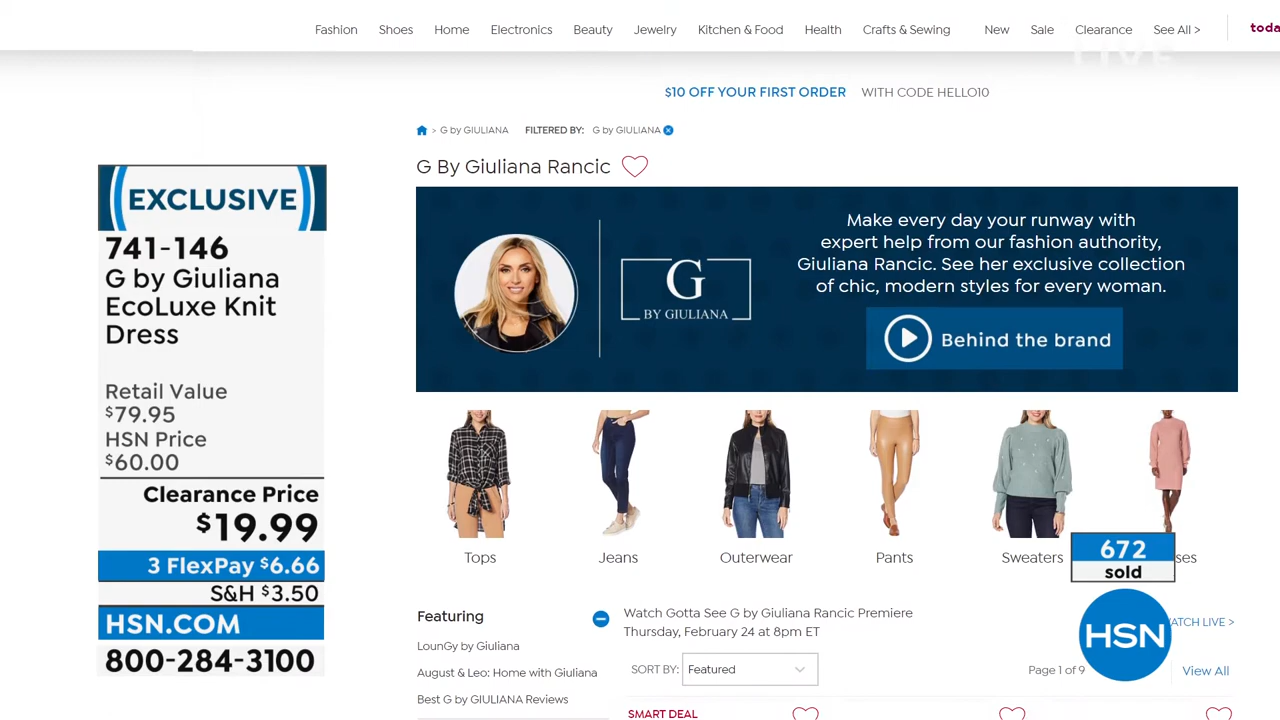 Fashion Shoes Home Electronics Beauty Jewelry Kitchen & Food Health Crafts & Sewing New Sale Clearance See All >
LIVE
$10 OFF YOUR FIRST ORDER WITH CODE HELLO10
> G by GIULIANA FILTERED BY: G by GIULIANA
G By Giuliana Rancic
EXCLUSIVE
741-146
G by Giuliana
EcoLuxe Knit
Dress
Retail Value
$79.95
HSN Price
$60.00
Clearance Price
$19.99
3 FlexPay $6.66
S&H $3.50
HSN.COM
800-284-3100
G
BY GIULIANA
Make every day your runway with
expert help from our fashion authority,
Giuliana Rancic. See her exclusive collection
of chic, modern styles for every woman.
Behind the brand
Tops Jeans Outerwear Pants Sweaters
672
sold
HSN
Featuring
LounGy by Giuliana
August & Leo: Home with Giuliana
Best G by GIULIANA Reviews
Watch Gotta See G by Giuliana Rancic Premiere
Thursday, February 24 at 8pm ET
LIVE >
SORT BY: Featured
Page 1 of 9 View All
SMART DEAL